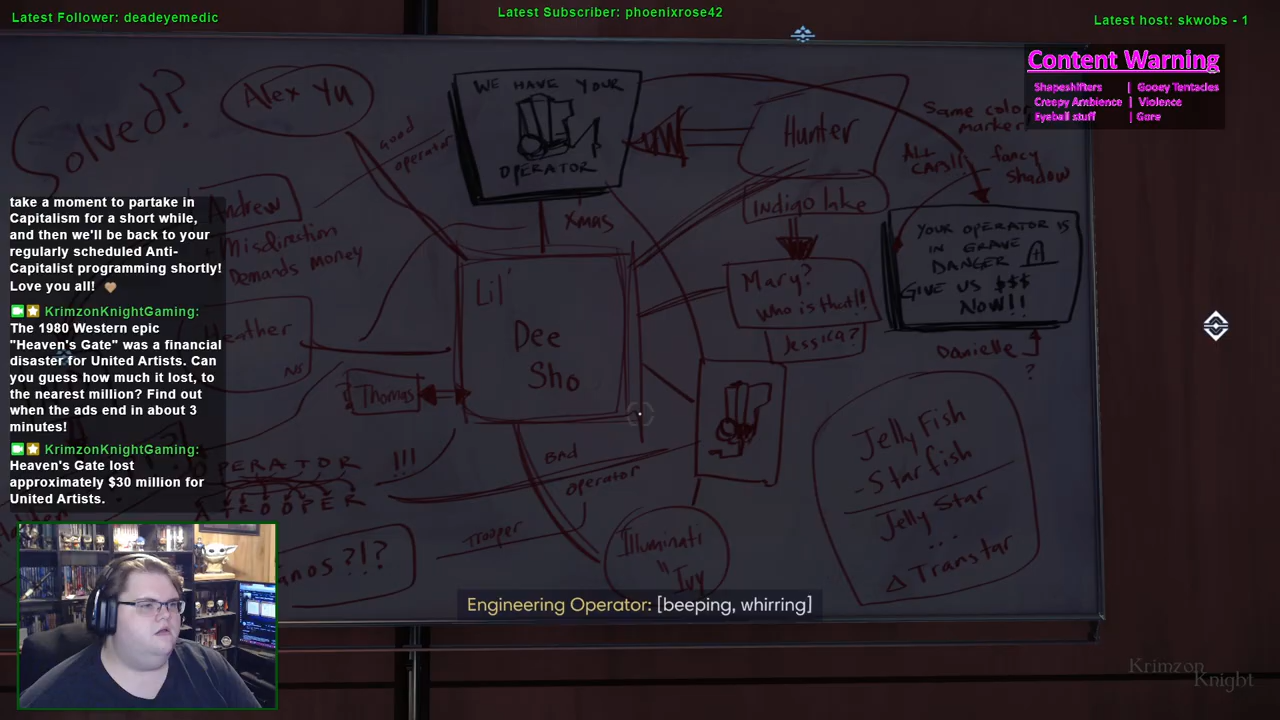 Latest Follower: deadeyemedic
Latest Subscriber: phoenixrose42
Latest host: skwobs - 1
Content Warning
Shapeshifters | Gooey Tentacles
Creepy Ambience | Violence
Eyeball stuff | Gore
Solved?
Alex Yu
Good
operator
WE HAVE YOUR
OPERATOR
Xmas
Hunter
Indigo lake
Same color
marker
ALL
CAPS!!
fancy
shadow
YOUR OPERATOR IS
IN GRAVE
DANGER
GIVE US $$$
NOW!!
Danielle
?
Andrew
Misdirection
Demands money
Heather
Thomas
Lil'
Dee
Sho
Mary?
Who is that!!
Jessica?
OPERATOR !!!
TROOPER
BAD
operator
Trooper
Illuminati
"
Ivy
JellyFish
- Starfish
Jelly Star
...
Δ Transtar
take a moment to partake in
Capitalism for a short while,
and then we'll be back to your
regularly scheduled Anti-
Capitalist programming shortly!
Love you all!
KrimzonKnightGaming:
The 1980 Western epic
"Heaven's Gate" was a financial
disaster for United Artists. Can
you guess how much it lost, to
the nearest million? Find out
when the ads end in about 3
minutes!
KrimzonKnightGaming:
Heaven's Gate lost
approximately $30 million for
United Artists.
Engineering Operator: [beeping, whirring]
Krimzon
Knight